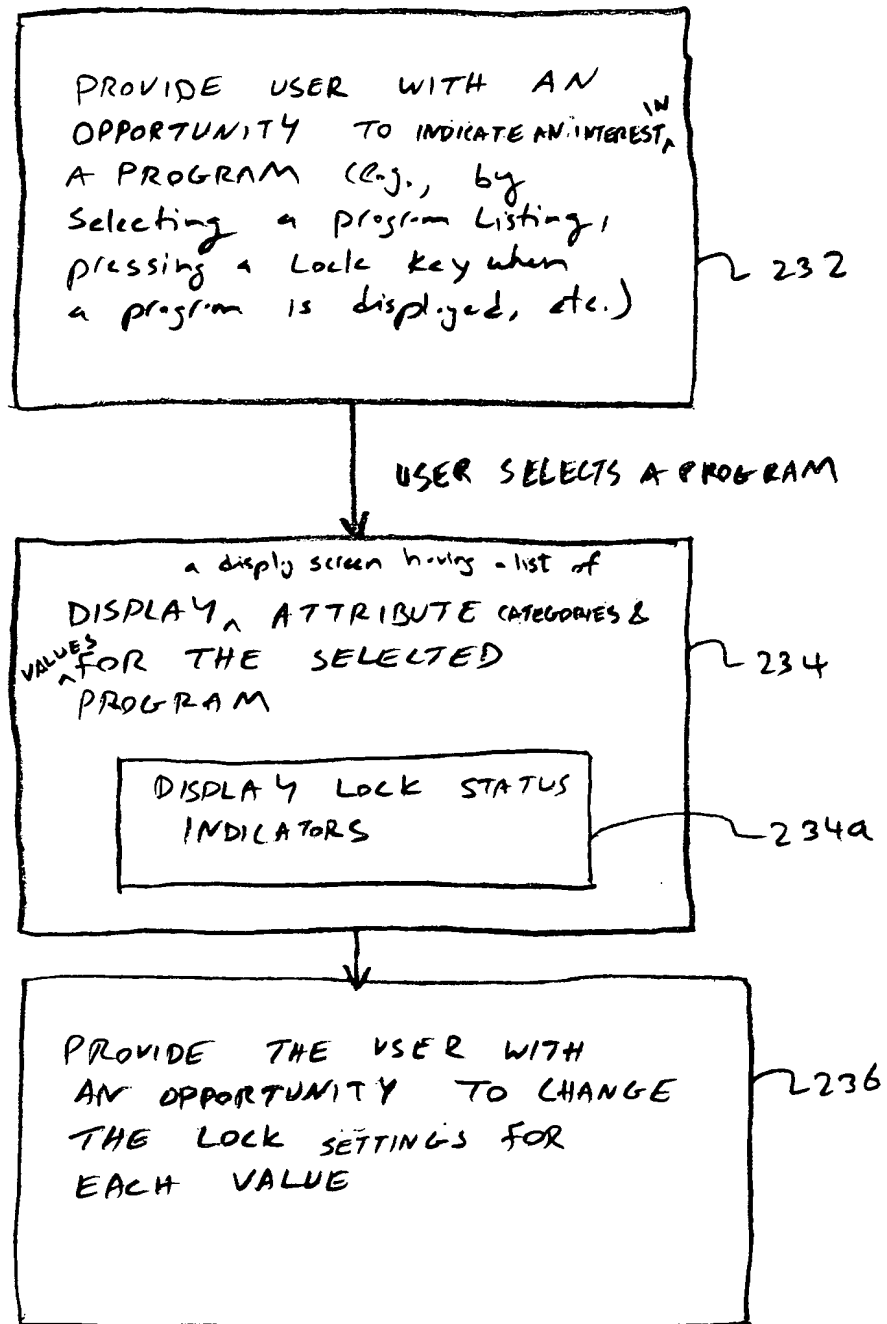 PROVIDE USER WITH AN
OPPORTUNITY TO INDICATE AN INTEREST ^ IN
A PROGRAM (e.g., by
Selecting a program Listing,
pressing a Lock key when
a program is displayed, etc.)
232
USER SELECTS A PROGRAM
a display screen having a list of
DISPLAY ^ ATTRIBUTE CATEGORIES &
VALUES ^ FOR THE SELECTED
PROGRAM
234
DISPLAY LOCK STATUS
INDICATORS
234a
PROVIDE THE USER WITH
AN OPPORTUNITY TO CHANGE
THE LOCK SETTINGS FOR
EACH VALUE
236